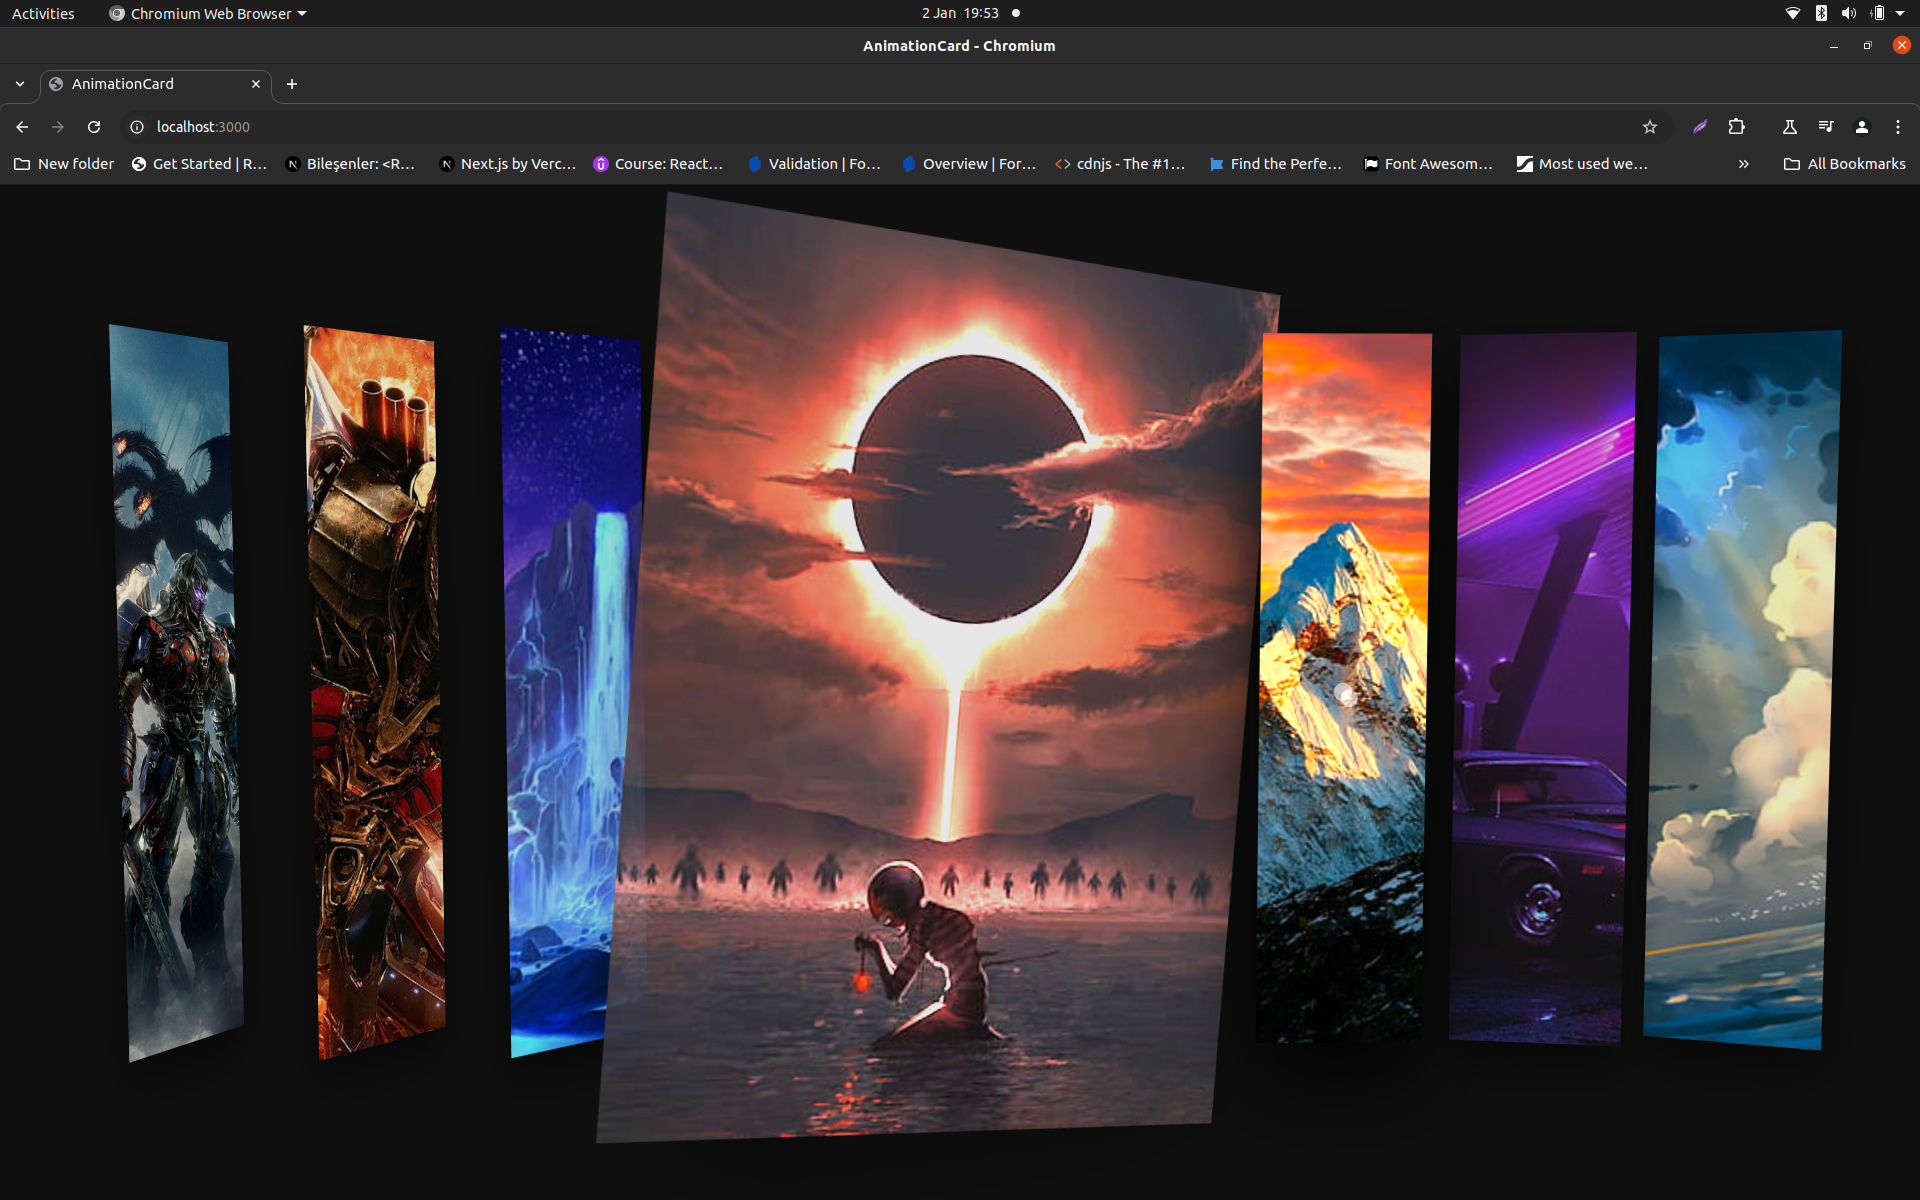 Activities Chromium Web Browser 2 Jan 19:53
AnimationCard - Chromium
AnimationCard
localhost:3000
New folder Get Started | R... Bileşenler: <R... Next.js by Verc... Course: React... Validation | Fo... Overview | For... cdnjs - The #1... Find the Perfe... Font Awesom... Most used we... » All Bookmarks